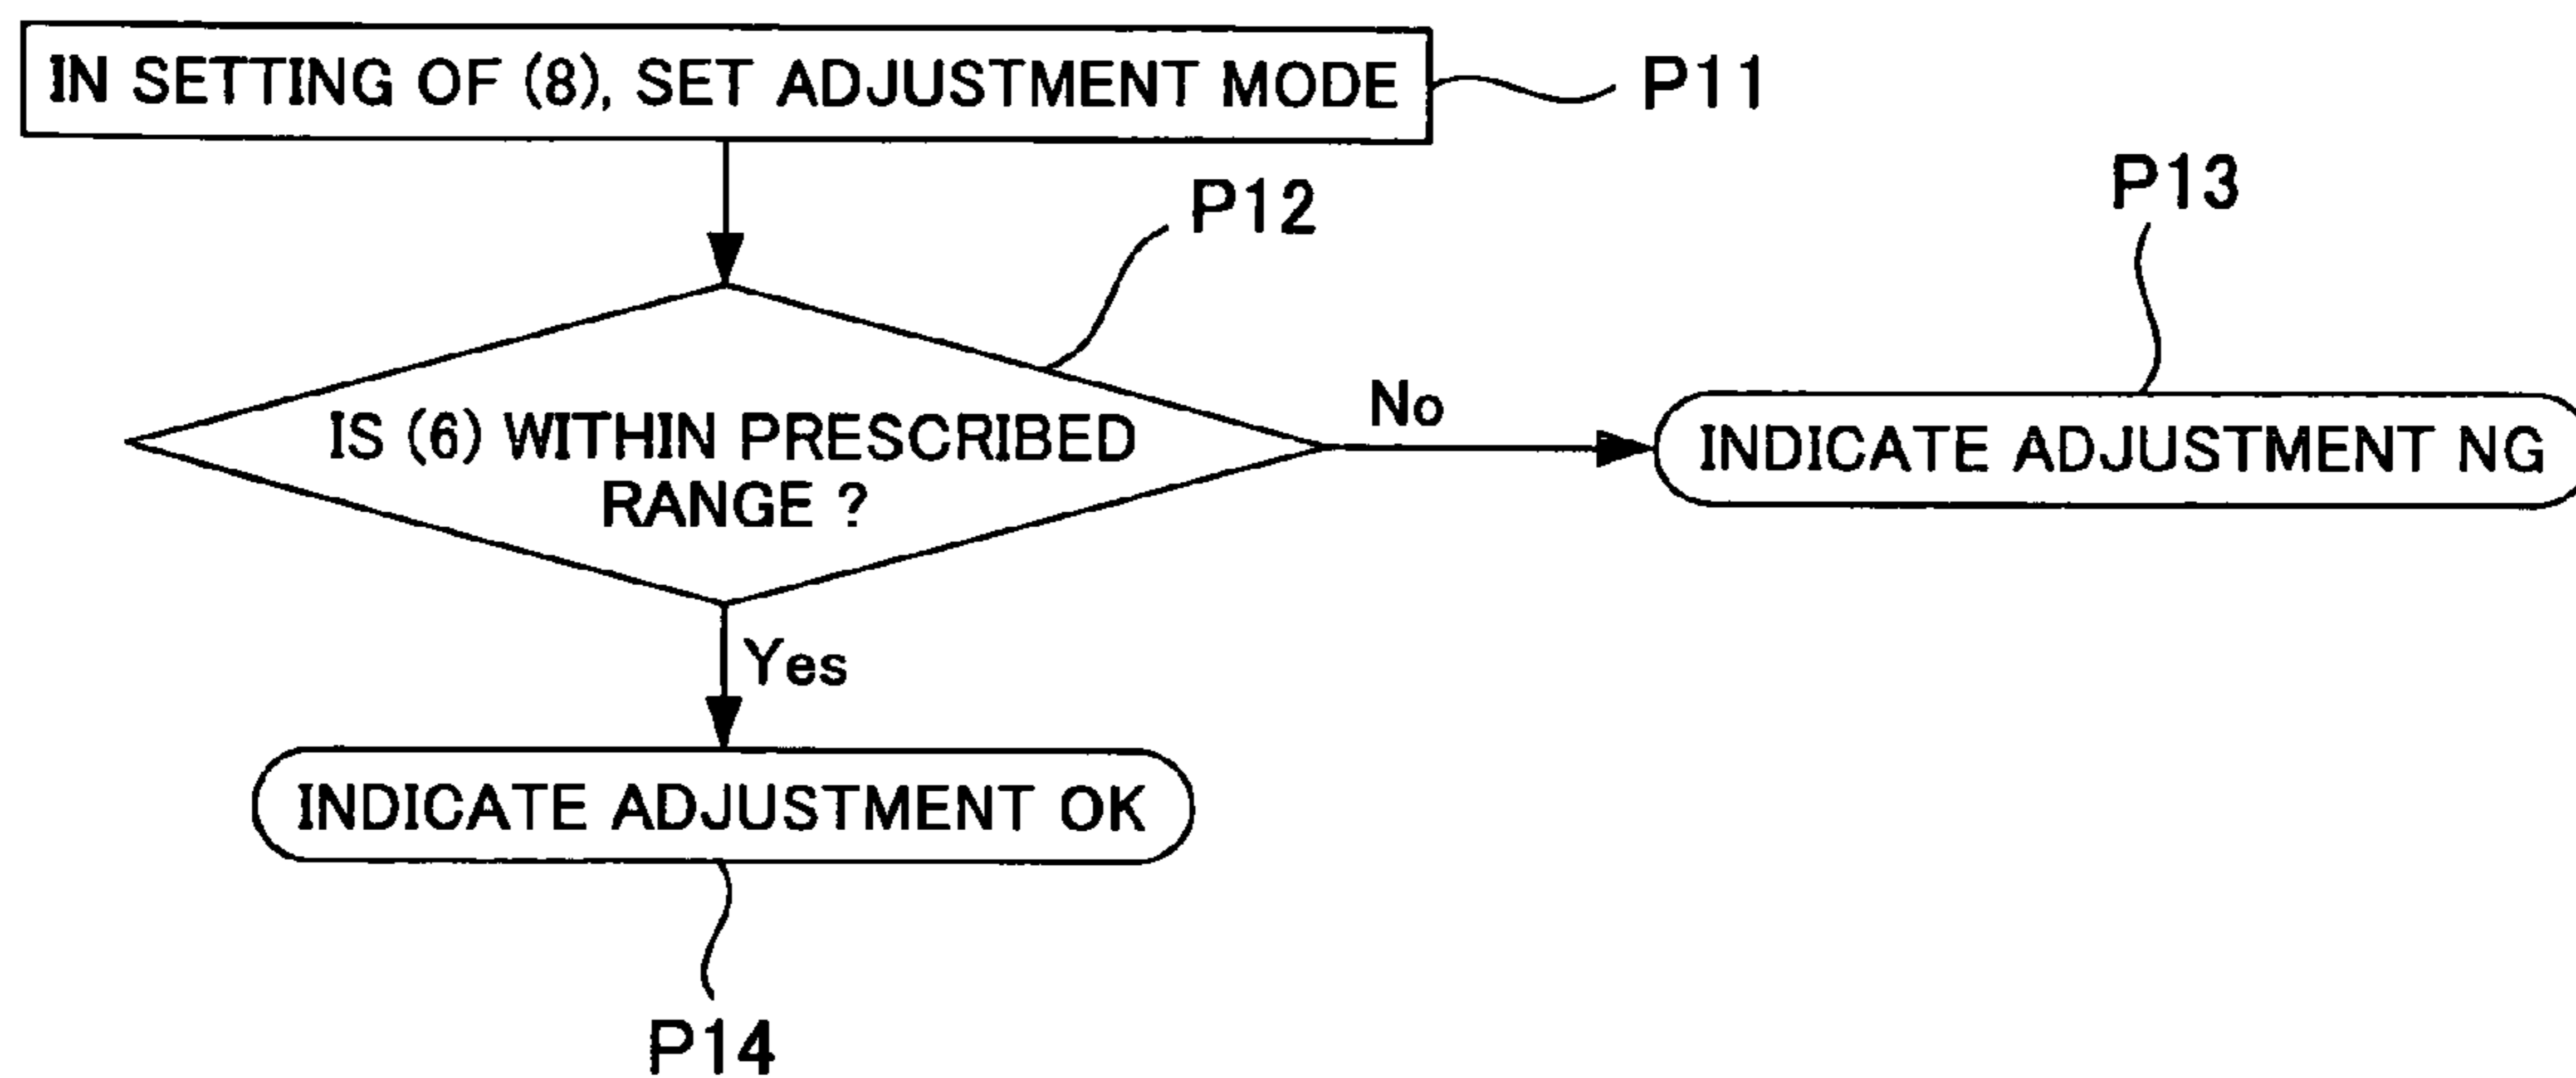 IN SETTING OF (8), SET ADJUSTMENT MODE
P11
P12
P13
IS (6) WITHIN PRESCRIBED
RANGE ?
No
INDICATE ADJUSTMENT NG
Yes
INDICATE ADJUSTMENT OK
P14